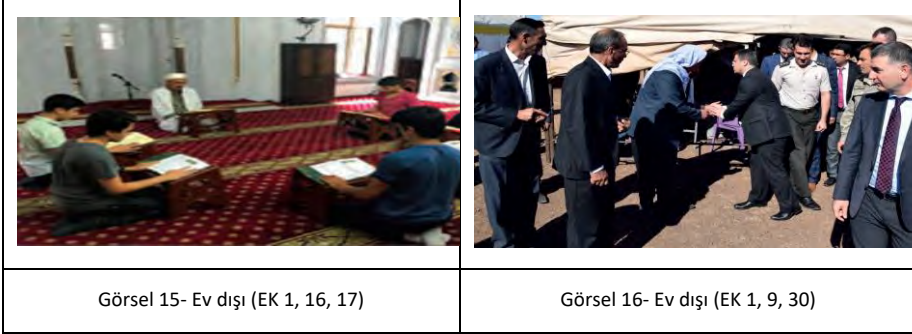 Görsel 15- Ev dışı (EK 1, 16, 17)
Görsel 16- Ev dışı (EK 1, 9, 30)